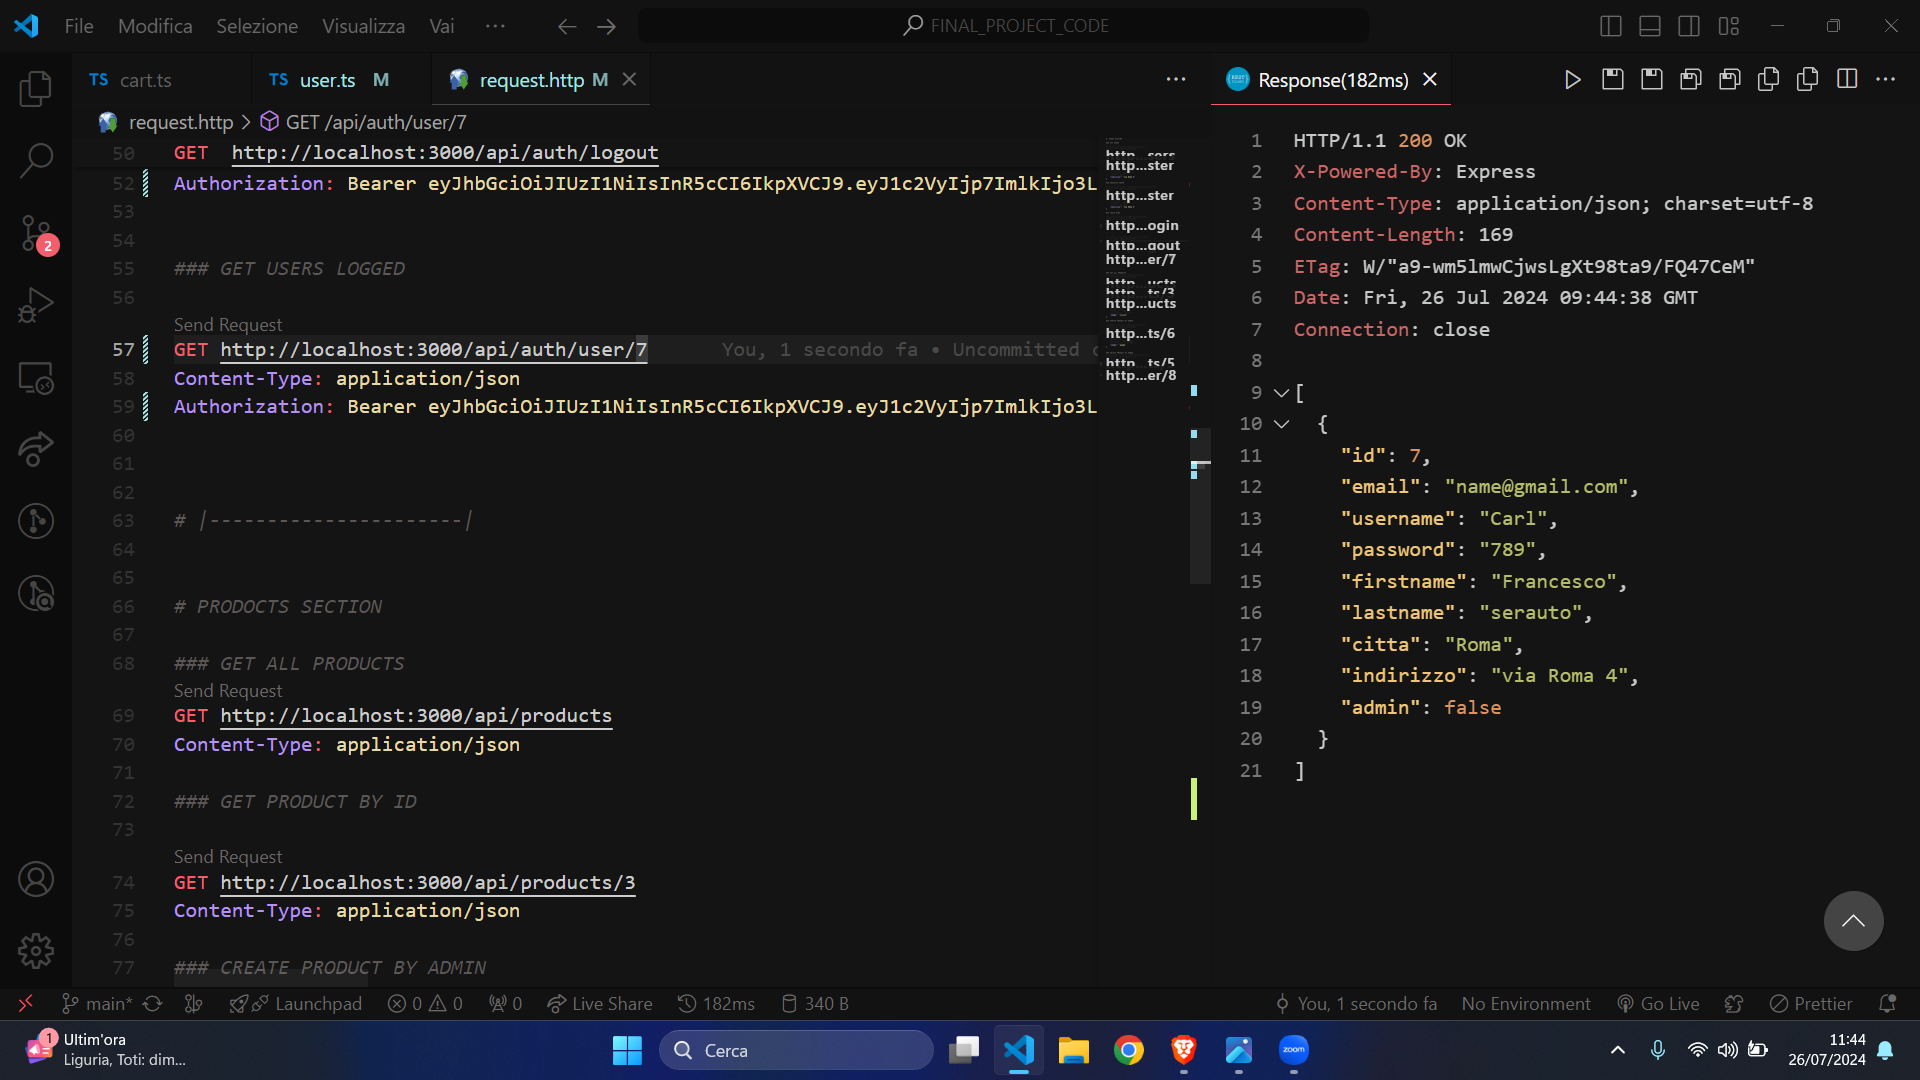 File Modifica Selezione Visualizza Vai ··· FINAL_PROJECT_CODE
TS cart.ts TS user.ts M request.http M
request.http > GET /api/auth/user/7
50 GET http://localhost:3000/api/auth/logout
52 Authorization: Bearer eyJhbGciOiJIUzI1NiIsInR5cCI6IkpXVCJ9.eyJ1c2VyIjp7ImlkIjo3L
53
54
55 ### GET USERS LOGGED
56
Send Request
57 GET http://localhost:3000/api/auth/user/7 You, 1 secondo fa • Uncommitted c
58 Content-Type: application/json
59 Authorization: Bearer eyJhbGciOiJIUzI1NiIsInR5cCI6IkpXVCJ9.eyJ1c2VyIjp7ImlkIjo3L
60
61
62
63 # |----------------------|
64
65
66 # PRODOCTS SECTION
67
68 ### GET ALL PRODUCTS
Send Request
69 GET http://localhost:3000/api/products
70 Content-Type: application/json
71
72 ### GET PRODUCT BY ID
73
Send Request
74 GET http://localhost:3000/api/products/3
75 Content-Type: application/json
76
77 ### CREATE PRODUCT BY ADMIN
http...ster
http...ster
http...ogin
http...gout
http...er/7
http...ucts
http...ts/3
http...ucts
http...ts/6
http...ts/5
http...er/8
Response(182ms)
1 HTTP/1.1 200 OK
2 X-Powered-By: Express
3 Content-Type: application/json; charset=utf-8
4 Content-Length: 169
5 ETag: W/"a9-wm5lmwCjwsLgXt98ta9/FQ47CeM"
6 Date: Fri, 26 Jul 2024 09:44:38 GMT
7 Connection: close
8
9 [
10 {
11 "id": 7,
12 "email": "name@gmail.com",
13 "username": "Carl",
14 "password": "789",
15 "firstname": "Francesco",
16 "lastname": "serauto",
17 "citta": "Roma",
18 "indirizzo": "via Roma 4",
19 "admin": false
20 }
21 ]
2
main* Launchpad 0 0 0 Live Share 182ms 340 B You, 1 secondo fa No Environment Go Live Prettier
1 Ultim'ora
Liguria, Toti: dim...
Cerca
zoom
11:44
26/07/2024